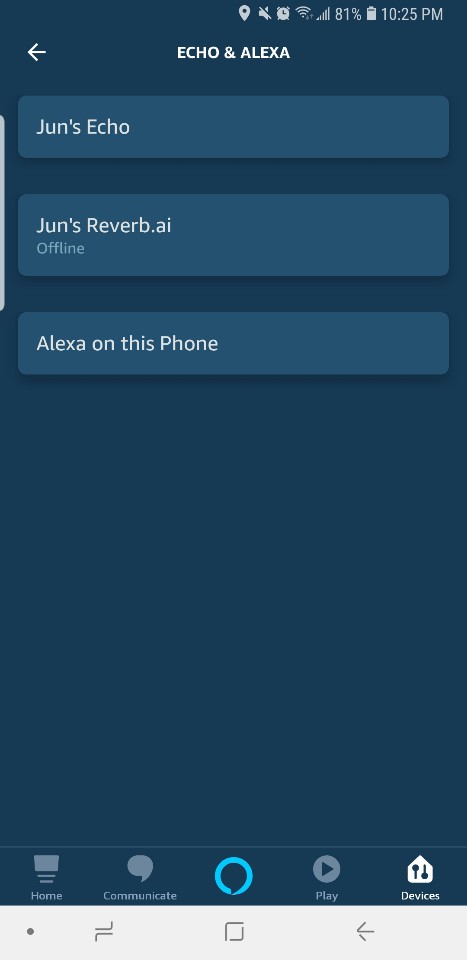 81% 10:25 PM
ECHO & ALEXA
Jun's Echo
Jun's Reverb.ai
Offline
Alexa on this Phone
Home Communicate Play Devices